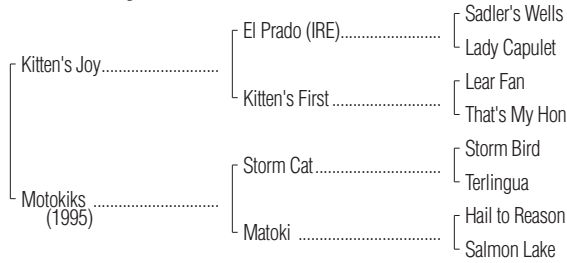 Sadler's Wells
El Prado (IRE)
Lady Capulet
Kitten's Joy
Lear Fan
Kitten's First
That's My Hon
Storm Bird
Storm Cat
Terlingua
Motokiks
(1995)
Hail to Reason
Matoki
Salmon Lake